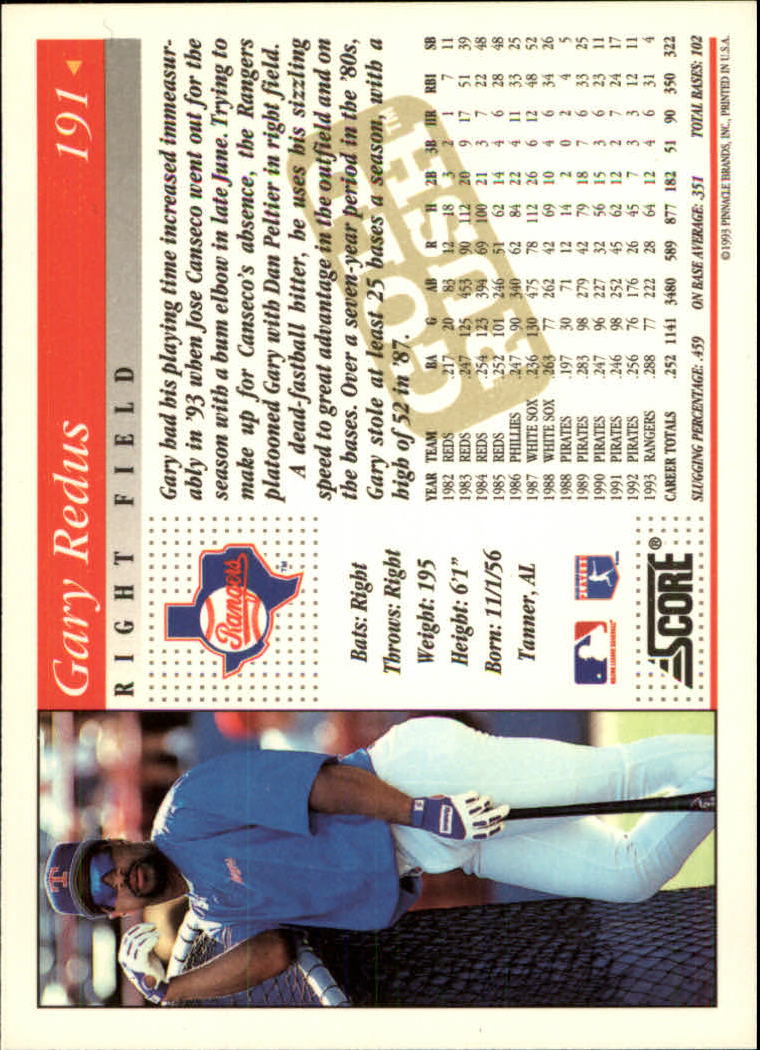 Gary Redus 191
RIGHT FIELD
Rangers
TM
Bats: Right
Throws: Right
Weight: 195
Height: 6'1"
Born: 11/1/56
Tanner, AL
SCORE®
Gary had his playing time increased immeasur-
ably in '93 when Jose Canseco went out for the
season with a bum elbow in late June. Trying to
make up for Canseco's absence, the Rangers
platooned Gary with Dan Peltier in right field.
A dead-fastball hitter, he uses his sizzling
speed to great advantage in the outfield and on
the bases. Over a seven-year period in the '80s,
Gary stole at least 25 bases a season, with a
high of 52 in '87.
GOLD
RUSH
TM
YEAR TEAM BA G AB R H 2B 3B HR RBI SB
1982 REDS .217 20 83 12 18 3 2 1 7 11
1983 REDS .247 125 453 90 112 20 9 17 51 39
1984 REDS .254 123 394 69 100 21 3 7 22 48
1985 REDS .252 101 246 51 62 14 4 6 28 48
1986 PHILLIES .247 90 340 62 84 22 4 11 33 25
1987 WHITE SOX .236 130 475 78 112 26 6 12 48 52
1988 WHITE SOX .263 77 262 42 69 10 4 6 34 26
1988 PIRATES .197 30 71 12 14 2 0 2 4 5
1989 PIRATES .283 98 279 42 79 18 7 6 33 25
1990 PIRATES .247 96 227 32 56 15 3 6 23 11
1991 PIRATES .246 98 252 45 62 12 2 7 24 17
1992 PIRATES .256 76 176 26 45 7 3 3 12 11
1993 RANGERS .288 77 222 28 64 12 4 6 31 4
CAREER TOTALS .252 1141 3480 589 877 182 51 90 350 322
SLUGGING PERCENTAGE: .459 ON BASE AVERAGE: .351 TOTAL BASES: 102
©1993 PINNACLE BRANDS, INC., PRINTED IN U.S.A.